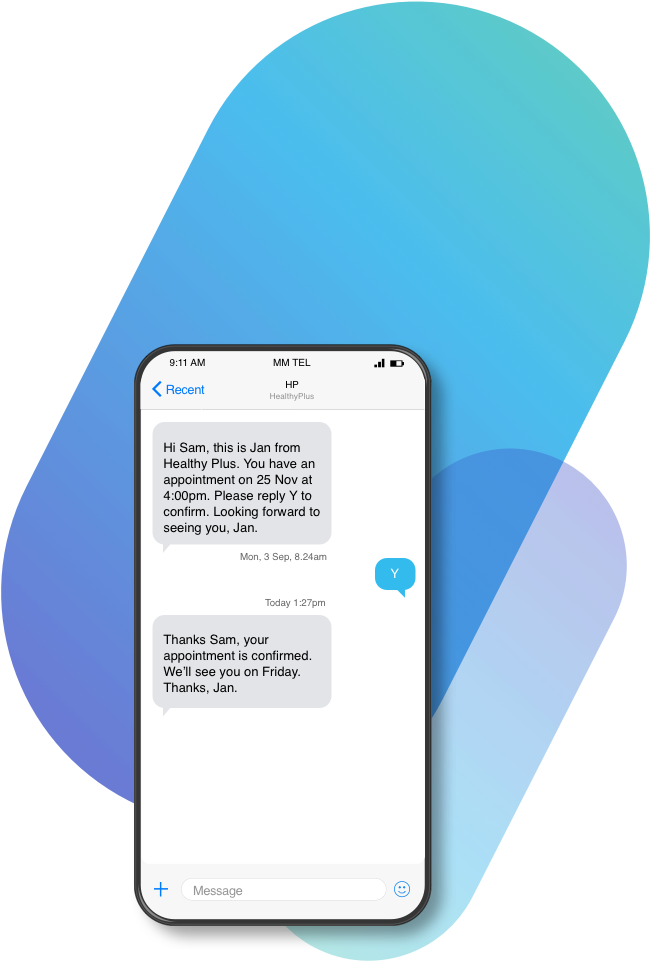 9:11 AM MM TEL
Recent
HP
HealthyPlus
Hi Sam, this is Jan from
Healthy Plus. You have an
appointment on 25 Nov at
4:00pm. Please reply Y to
confirm. Looking forward to
seeing you, Jan.
Mon, 3 Sep, 8.24am
Y
Today 1:27pm
Thanks Sam, your
appointment is confirmed.
We’ll see you on Friday.
Thanks, Jan.
Message